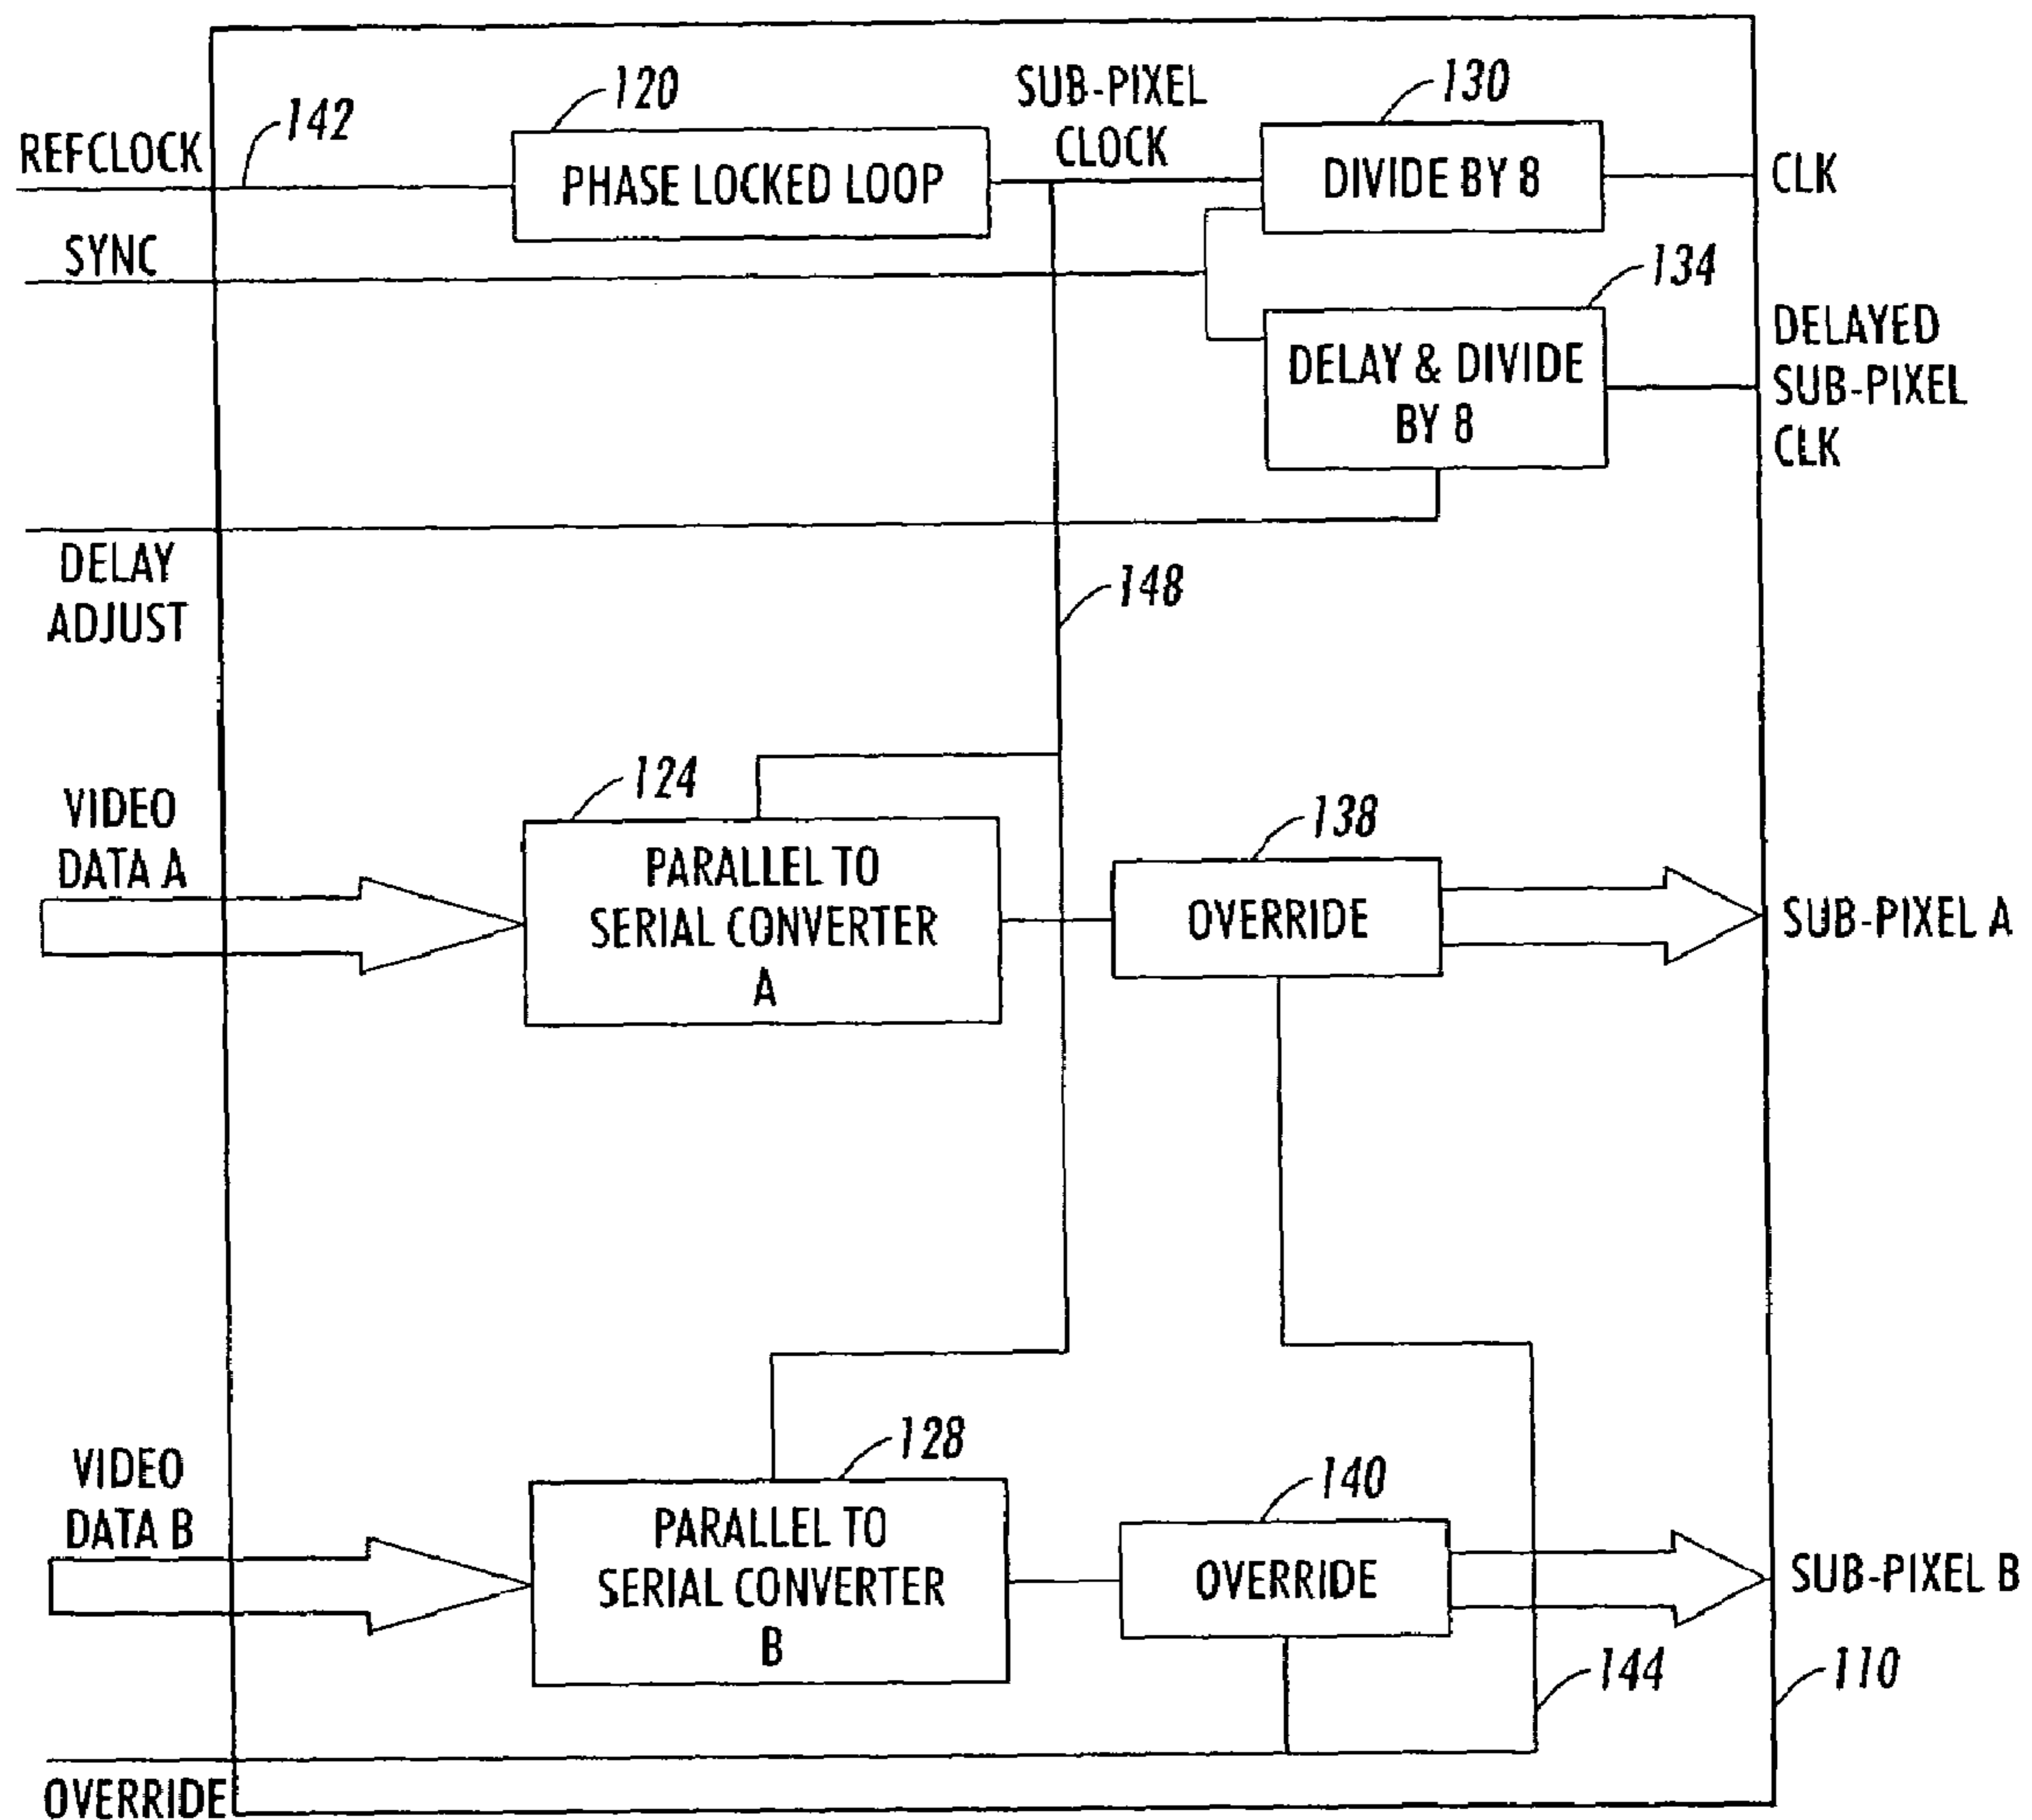 SUB-PIXEL
CLOCK
120
130
142
REFCLOCK
PHASE LOCKED LOOP
DIVIDE BY 8
CLK
SYNC
134
DELAY & DIVIDE
BY 8
DELAYED
SUB-PIXEL
CLK
DELAY
ADJUST
148
VIDEO
DATA A
124
PARALLEL TO
SERIAL CONVERTER
A
138
OVERRIDE
SUB-PIXEL A
VIDEO
DATA B
128
PARALLEL TO
SERIAL CONVERTER
B
140
OVERRIDE
SUB-PIXEL B
144
110
OVERRIDE